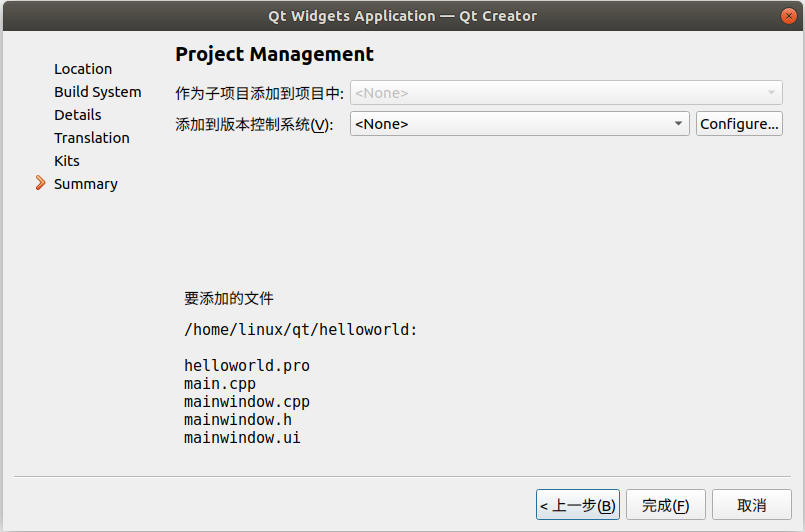 Qt Widgets Application — Qt Creator
Location
Build System
Details
Translation
Kits
Summary
Project Management
作为子项目添加到项目中: <None>
添加到版本控制系统(V): <None> Configure...
要添加的文件
/home/linux/qt/helloworld:
helloworld.pro
main.cpp
mainwindow.cpp
mainwindow.h
mainwindow.ui
< 上一步(B) 完成(F) 取消